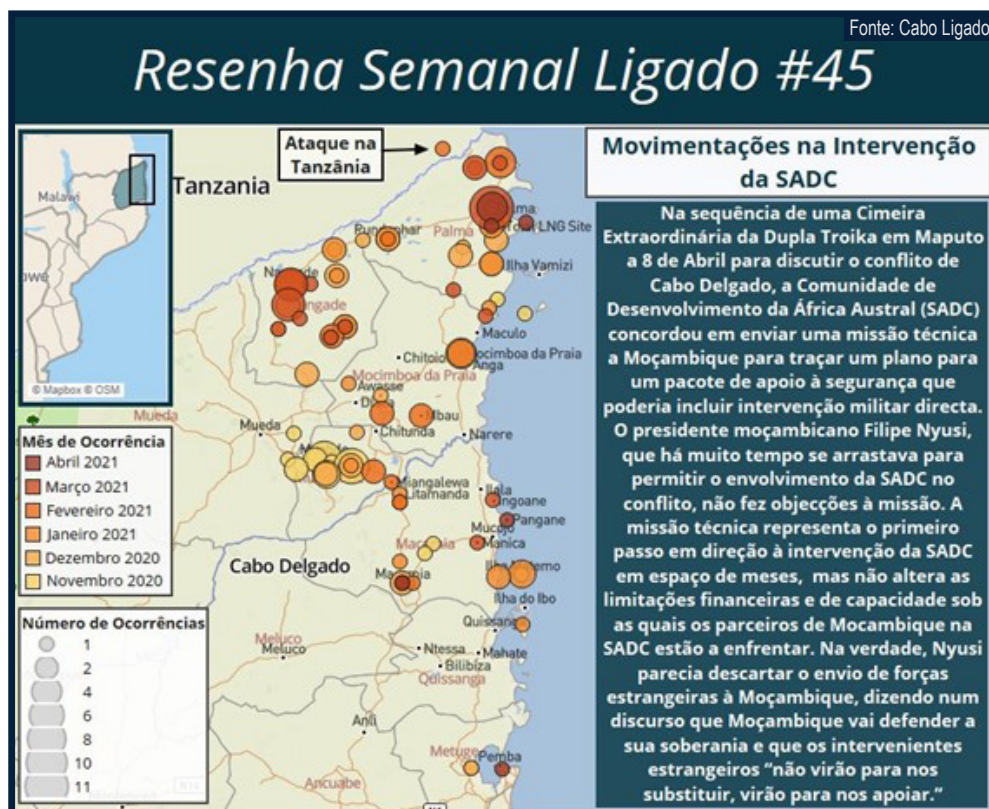 Fonte: Cabo Ligado
Resenha Semanal Ligado #45
Malawi
© Mapbox © OSM
Ataque na
Tanzânia
Tanzania
Palma
LNG Site
Ilha Vamizi
Maculo
Chitoio
Mocimboa da Praia
Anga
Mocimboa da Praia
Awasse
Mueda
Mueda
Mbau
Chitunda
Narere
Miangalewa
Litamanda
Pangane
Mucojo
Manica
Cabo Delgado
Ilha do Ibo
Meluco
Meluco
Ntessa
Mahate
Bilibiza
Quissanga
Anli
Metuge
Pemba
Ancuabe
Mês de Ocorrência
Abril 2021
Março 2021
Fevereiro 2021
Janeiro 2021
Dezembro 2020
Novembro 2020
Número de Ocorrências
1
2
4
6
8
10
11
Movimentações na Intervenção
da SADC
Na sequência de uma Cimeira
Extraordinária da Dupla Troika em Maputo
a 8 de Abril para discutir o conflito de
Cabo Delgado, a Comunidade de
Desenvolvimento da África Austral (SADC)
concordou em enviar uma missão técnica
a Moçambique para traçar um plano para
um pacote de apoio à segurança que
poderia incluir intervenção militar directa.
O presidente moçambicano Filipe Nyusi,
que há muito tempo se arrastava para
permitir o envolvimento da SADC no
conflito, não fez objecções à missão. A
missão técnica representa o primeiro
passo em direção à intervenção da SADC
em espaço de meses, mas não altera as
limitações financeiras e de capacidade sob
as quais os parceiros de Mocambique na
SADC estão a enfrentar. Na verdade, Nyusi
parecia descartar o envio de forças
estrangeiras à Moçambique, dizendo num
discurso que Moçambique vai defender a
sua soberania e que os intervenientes
estrangeiros “não virão para nos
substituir, virão para nos apoiar.”